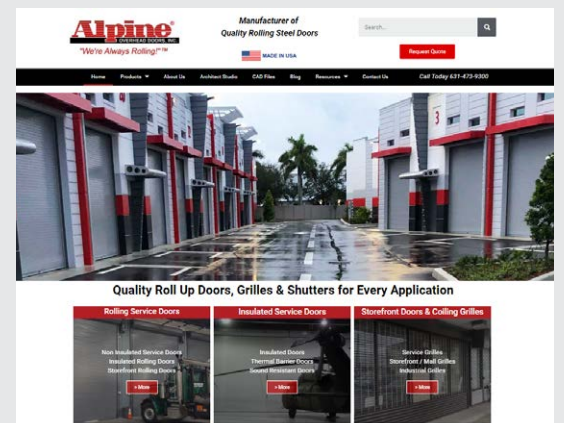 Alpine®
OVERHEAD DOORS, INC.
"We're Always Rolling!" ™
Manufacturer of
Quality Rolling Steel Doors
MADE IN USA
Search...
Request Quote
Home Products About Us Architect Studio CAD Files Blog Resources Contact Us Call Today 631-473-9300
Quality Roll Up Doors, Grilles & Shutters for Every Application
Rolling Service Doors
Non Insulated Service Doors
Insulated Rolling Doors
Storefront Rolling Doors
> More
Insulated Service Doors
Insulated Doors
Thermal Barrier Doors
Sound Resistant Doors
> More
Storefront Doors & Coiling Grilles
Service Grilles
Storefront / Mall Grilles
Industrial Grilles
> More